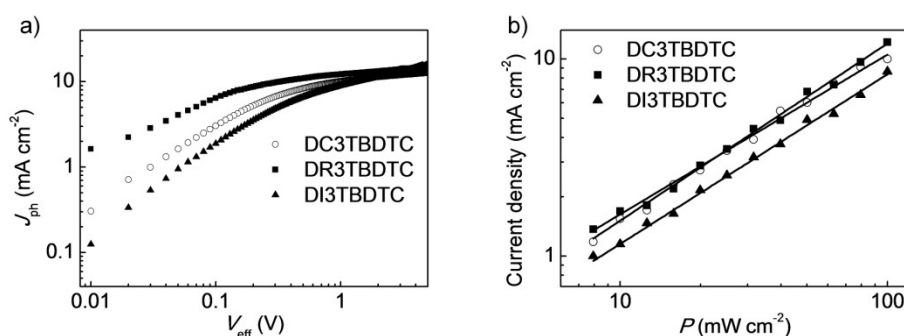 a)
10
1
0.1
J_ph (mA cm⁻²)
DC3TBDTC
DR3TBDTC
DI3TBDTC
0.01
0.1
1
V_eff (V)
b)
10
1
Current density (mA cm⁻²)
DC3TBDTC
DR3TBDTC
DI3TBDTC
10
100
P (mW cm⁻²)